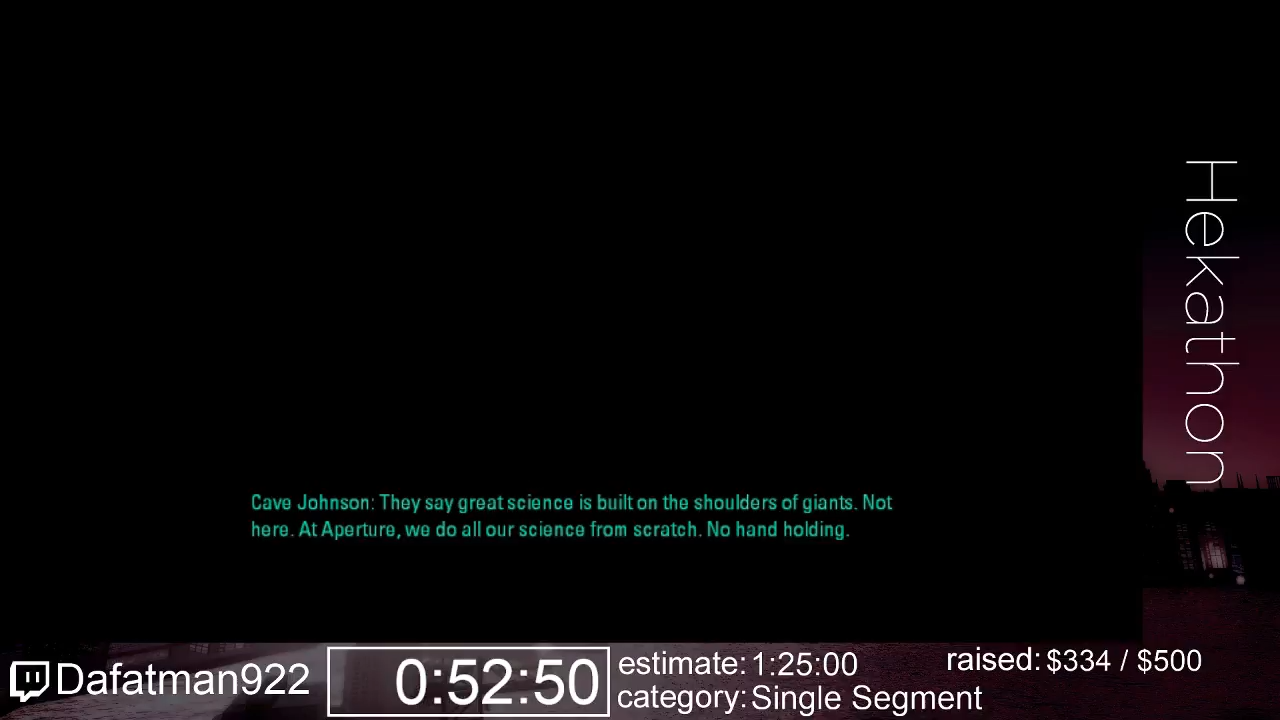 Hekathon
Cave Johnson: They say great science is built on the shoulders of giants. Not
here. At Aperture, we do all our science from scratch. No hand holding.
Dafatman922
0:52:50
estimate: 1:25:00
category: Single Segment
raised: $334 / $500